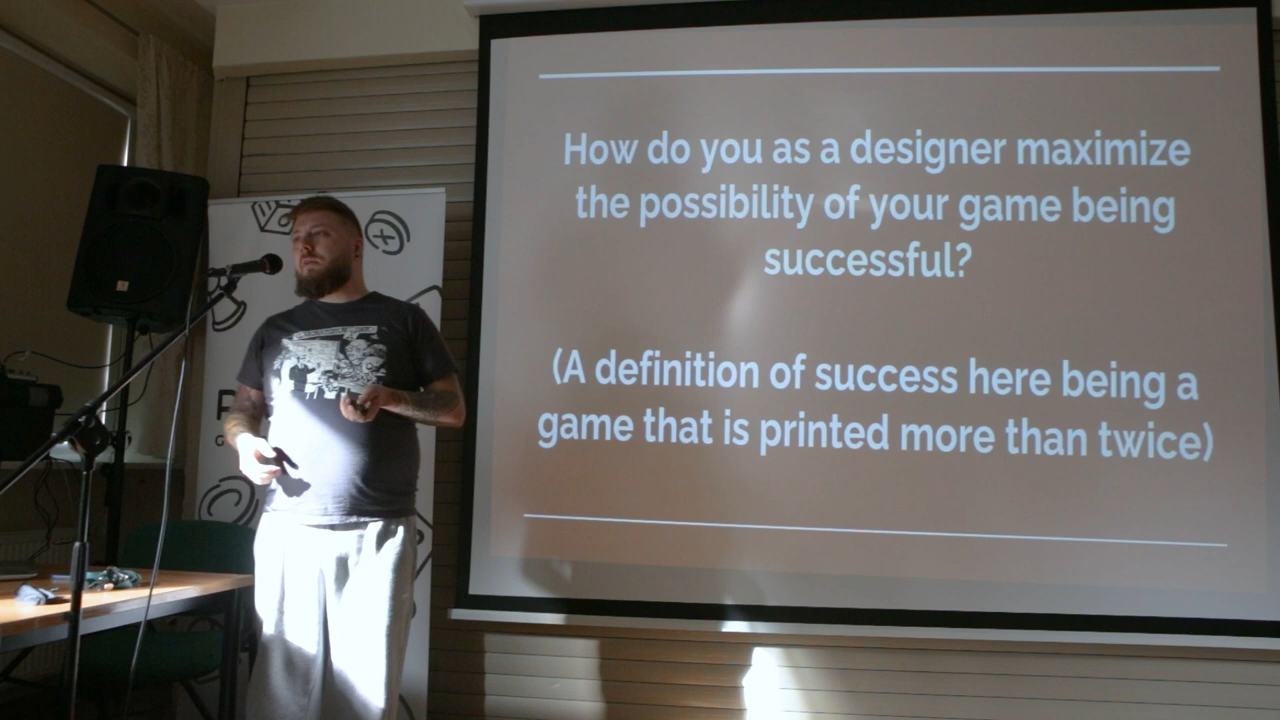 How do you as a designer maximize
the possibility of your game being
successful?
(A definition of success here being a
game that is printed more than twice)